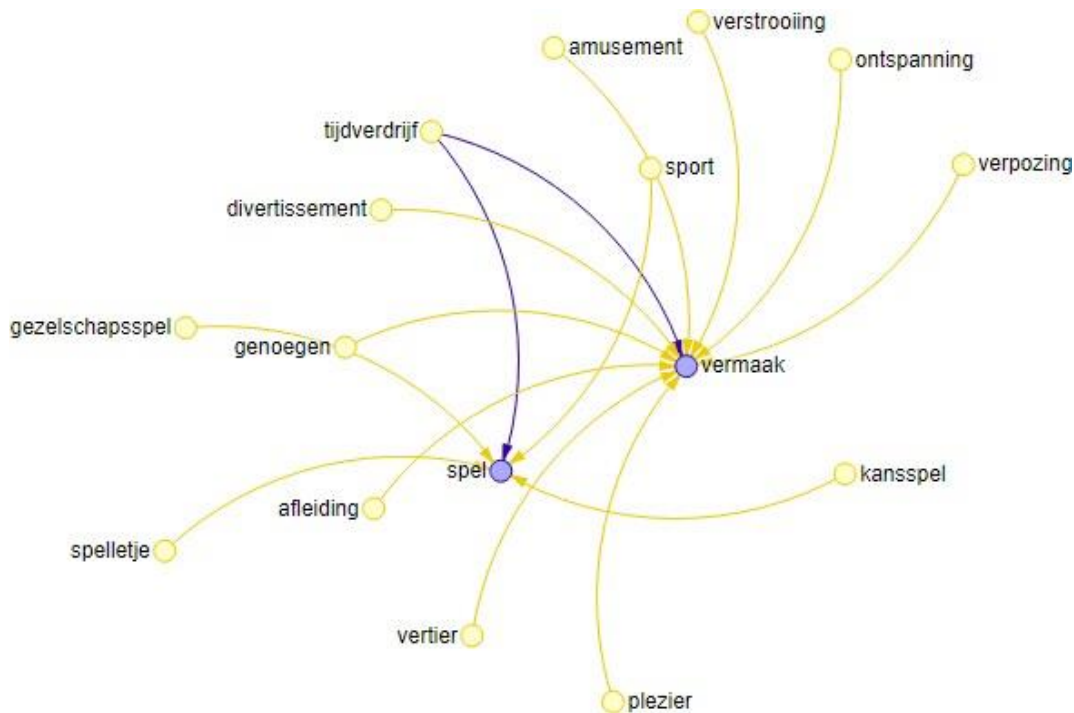 verstrooiing
amusement
ontspanning
tijdverdrijf
sport
verpozing
divertissement
gezelschapsspel
genoegen
vermaak
spel
kansspel
afleiding
spelletje
vertier
plezier